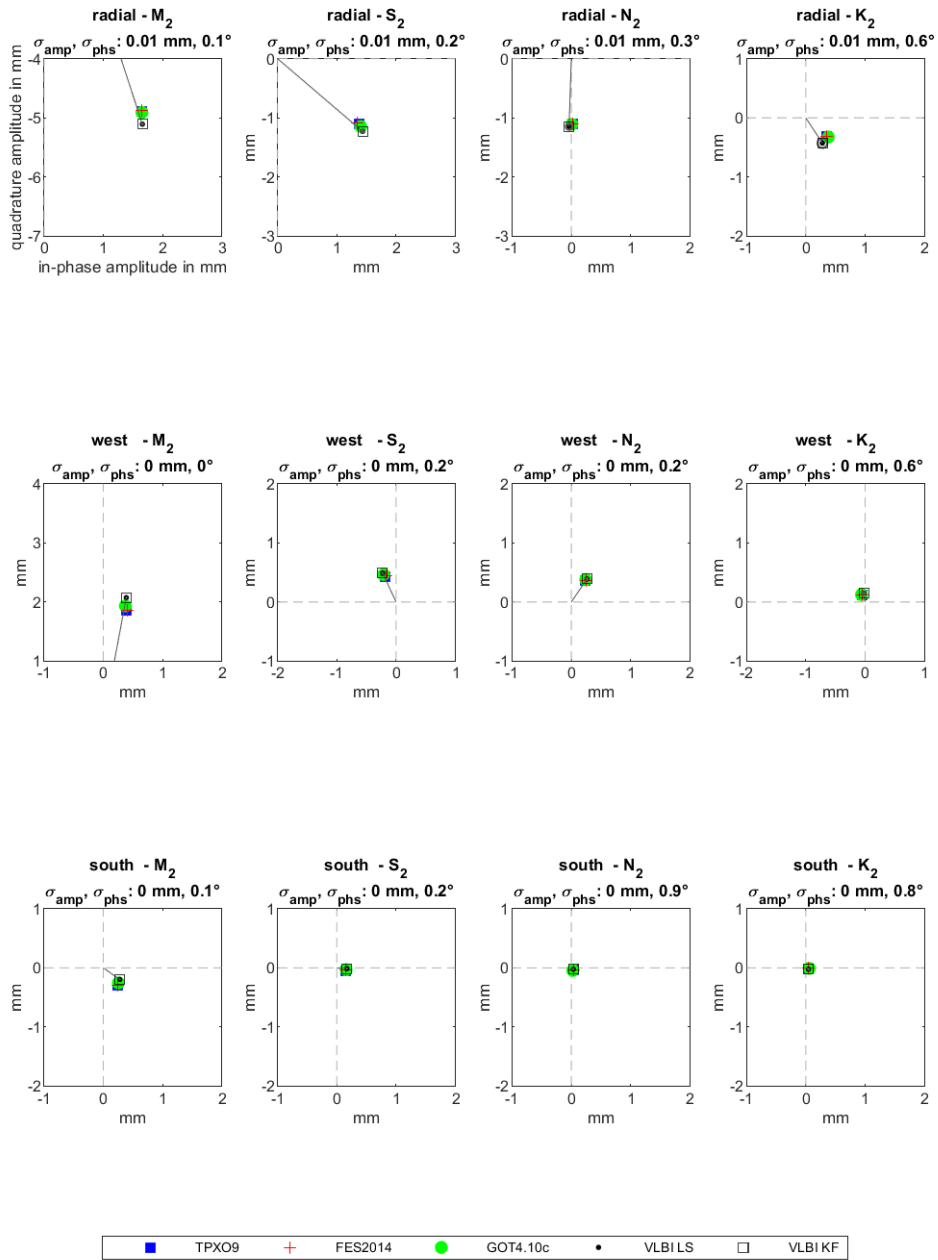 radial - M2 radial - S2 radial - N2 radial - K2
σamp, σphs: 0.01 mm, 0.1° σamp, σphs: 0.01 mm, 0.2° σamp, σphs: 0.01 mm, 0.3° σamp, σphs: 0.01 mm, 0.6°
quadrature amplitude in mm
-4
-5
-6
-7
0 1 2 3
in-phase amplitude in mm
mm
0
-1
-2
-3
0 1 2 3
mm
mm
0
-1
-2
-3
-1 0 1 2
mm
mm
1
0
-1
-2
-1 0 1 2
mm
west - M2 west - S2 west - N2 west - K2
σamp, σphs: 0 mm, 0° σamp, σphs: 0 mm, 0.2° σamp, σphs: 0 mm, 0.2° σamp, σphs: 0 mm, 0.6°
mm
4
3
2
1
-1 0 1 2
mm
mm
2
1
0
-1
-2 -1 0 1
mm
mm
2
1
0
-1
-1 0 1 2
mm
mm
2
1
0
-1
-2 -1 0 1
mm
south - M2 south - S2 south - N2 south - K2
σamp, σphs: 0 mm, 0.1° σamp, σphs: 0 mm, 0.2° σamp, σphs: 0 mm, 0.9° σamp, σphs: 0 mm, 0.8°
mm
1
0
-1
-2
-1 0 1 2
mm
mm
1
0
-1
-2
-1 0 1 2
mm
mm
1
0
-1
-2
-1 0 1 2
mm
mm
1
0
-1
-2
-1 0 1 2
mm
TPXO9 FES2014 GOT4.10c VLBI LS VLBI KF